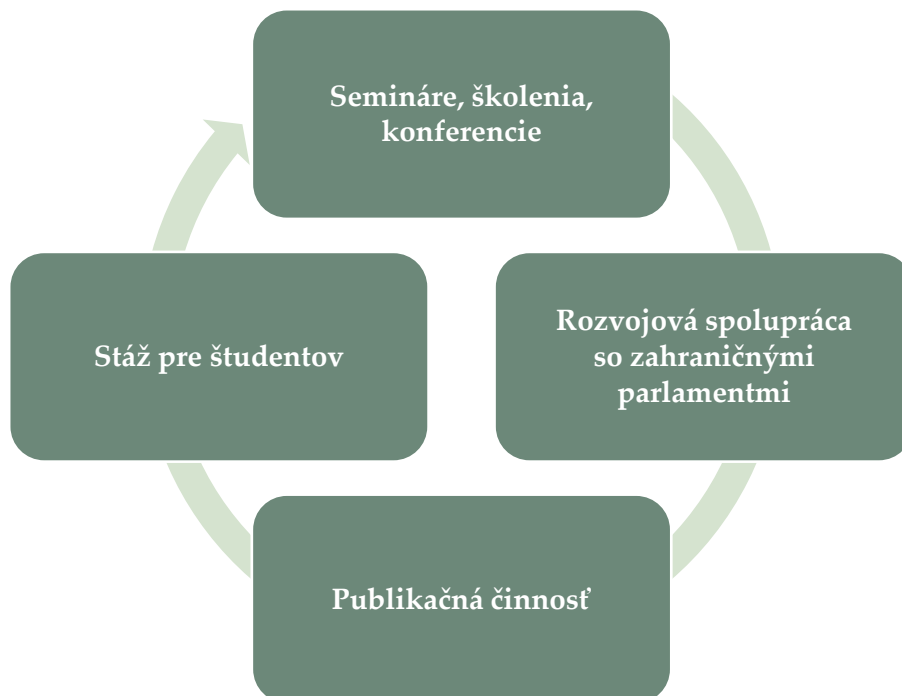 Semináre, školenia,
konferencie
Rozvojová spolupráca
so zahraničnými
parlamentmi
Publikačná činnosť
Stáž pre študentov